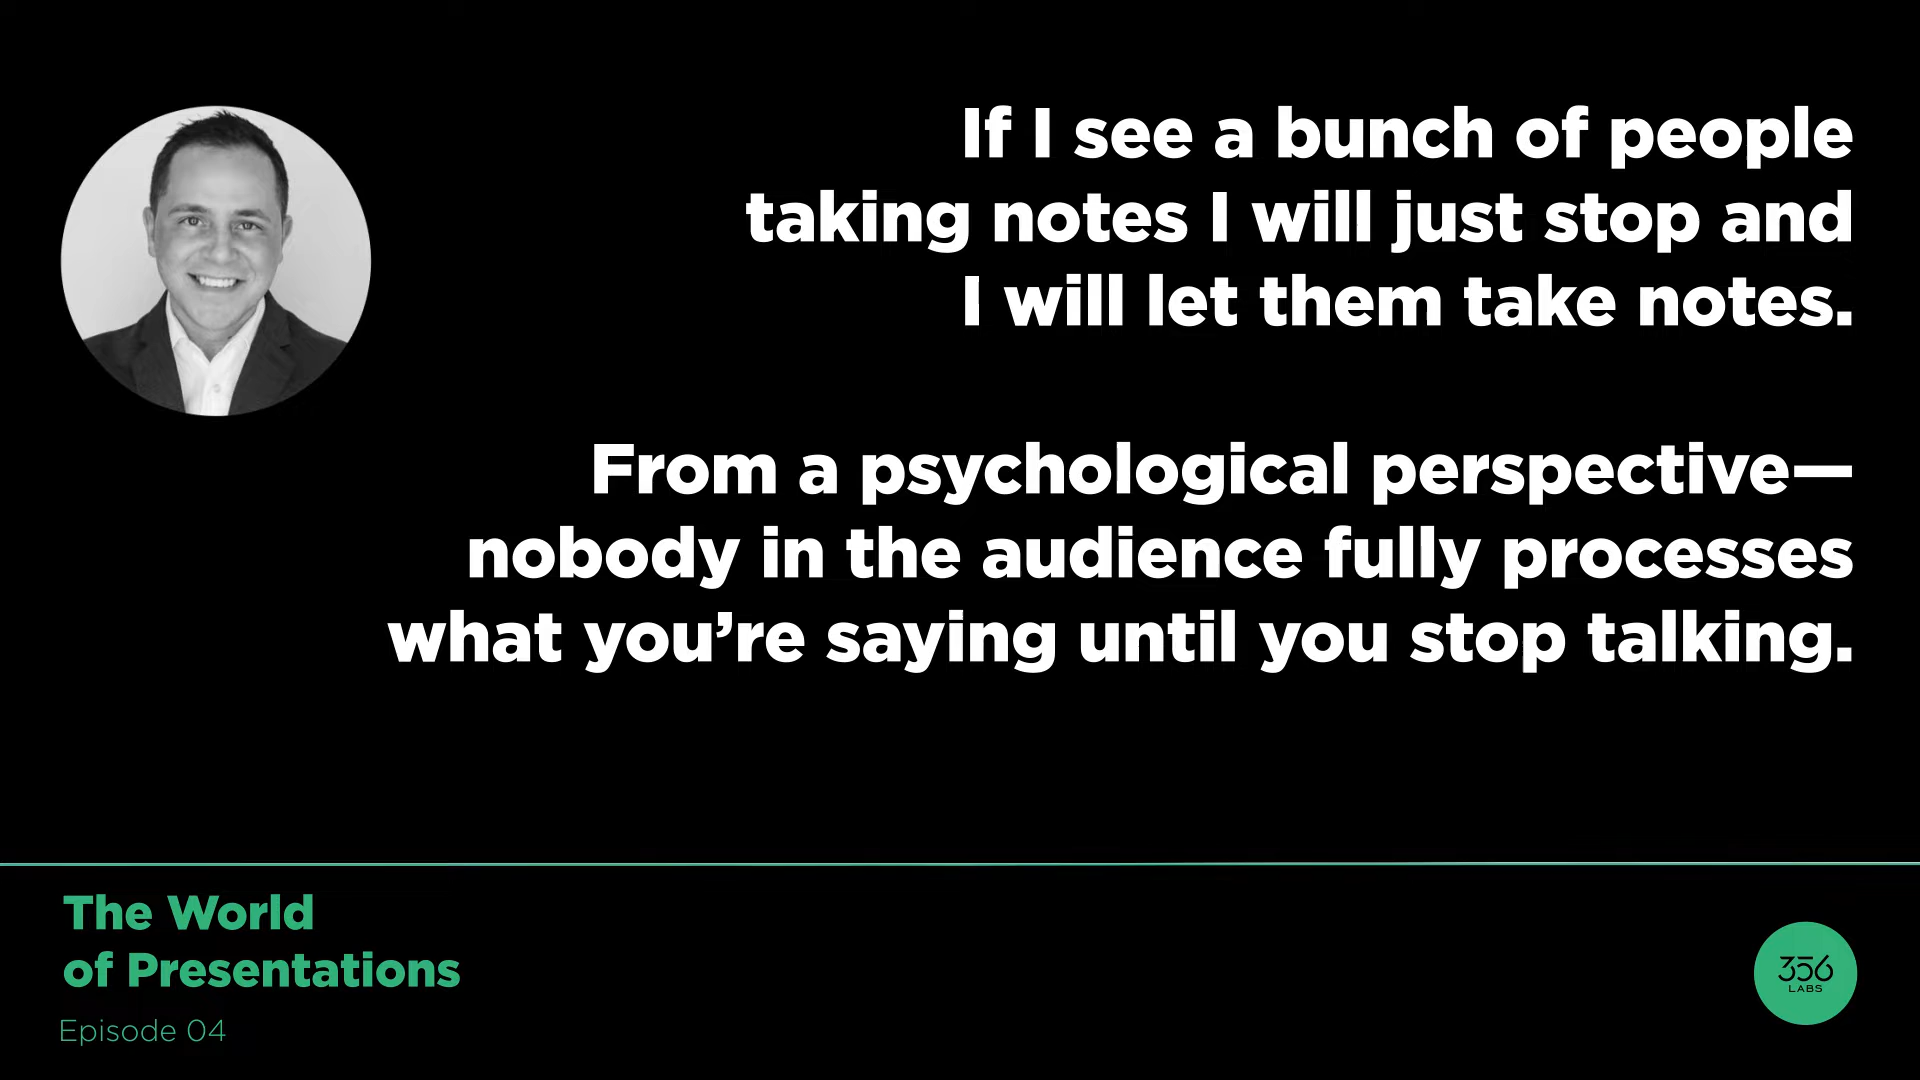 If I see a bunch of people
taking notes I will just stop and
I will let them take notes.
From a psychological perspective—
nobody in the audience fully processes
what you’re saying until you stop talking.
The World
of Presentations
Episode 04
356
LABS